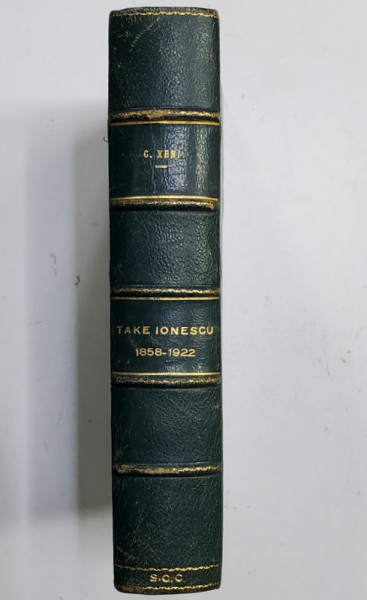 C. XENI
TAKE IONESCU
1858-1922
S.O.C.